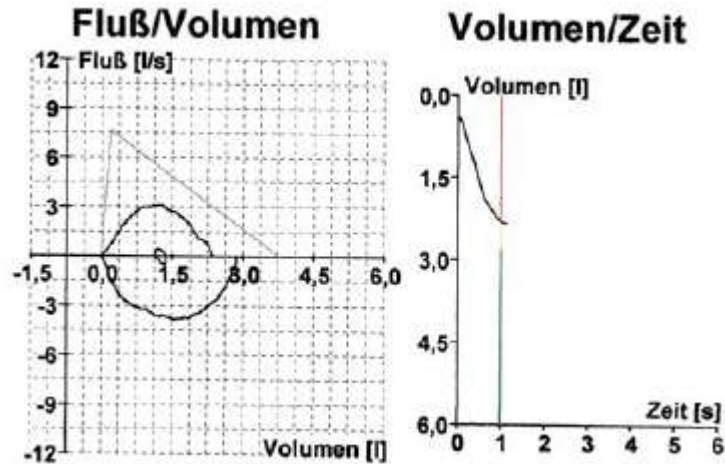 Fluß/Volumen
Fluß [l/s]
12
9
6
3
-1,5 0,0 1,5 3,0 4,5 6,0
-3
-6
-9
-12
Volumen [l]
Volumen/Zeit
Volumen [l]
0,0
1,5
3,0
4,5
6,0
Zeit [s]
0 1 2 3 4 5 6